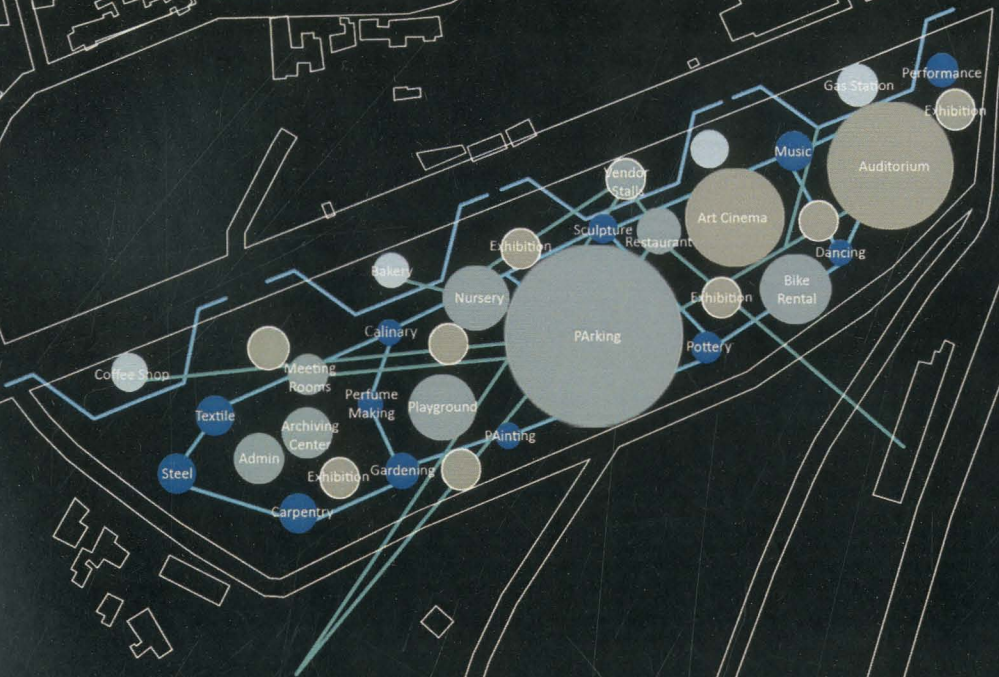 Performance
Gas Station
Exhibition
Music
Auditorium
Vendor
Stalls
Art Cinema
Sculpture
Restaurant
Exhibition
Dancing
Bakery
Bike
Rental
Nursery
Exhibition
Calinary
PArking
Pottery
Coffee Shop
Meeting
Rooms
Perfume
Making
Playground
Textile
Archiving
Center
PAinting
Admin
Steel
Exhibition
Gardening
Carpentry